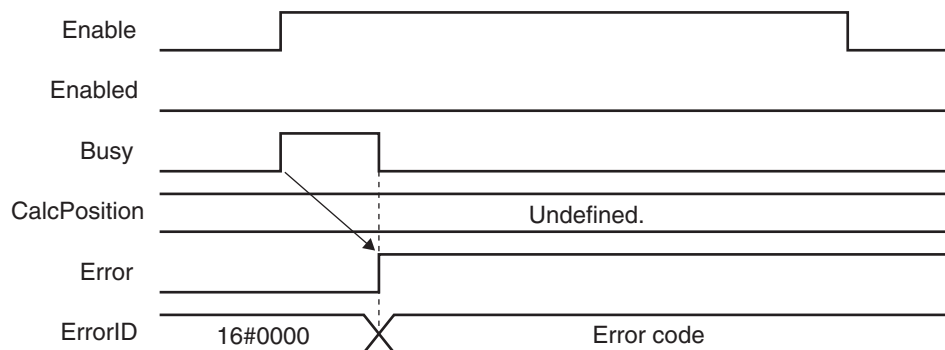 Enable
Enabled
Busy
CalcPosition
Undefined.
Error
ErrorID
16#0000
Error code